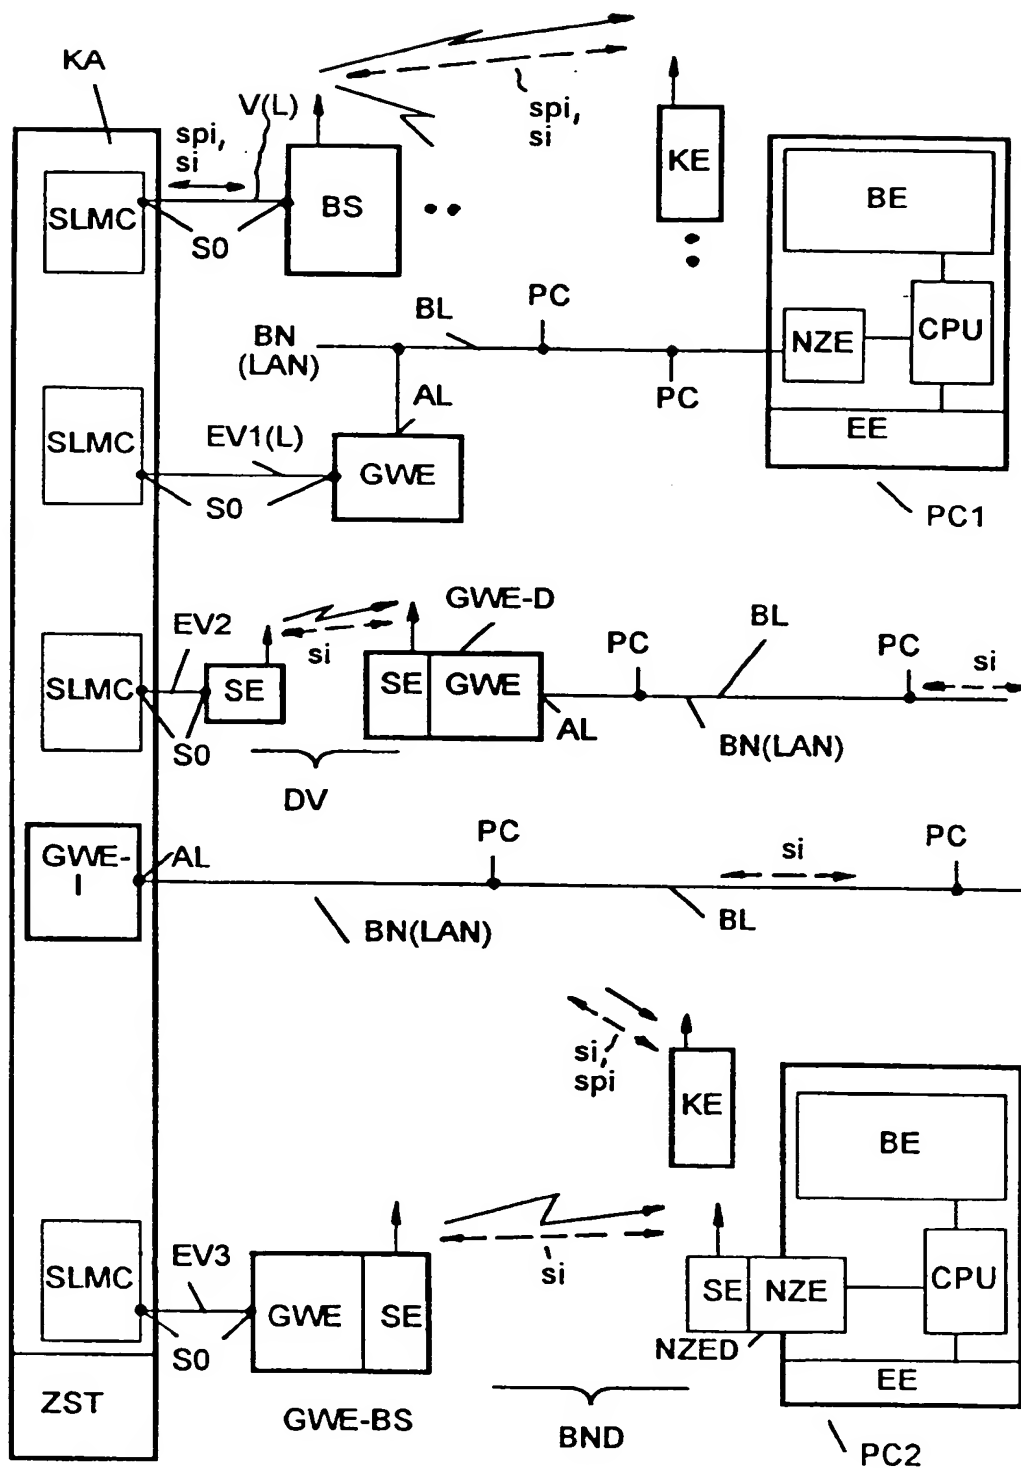 KA
V(L)
spi,
si
spi,
si
SLMC
S0
BS
KE
BE
CPU
NZE
EE
PC1
BN
(LAN)
BL
PC
PC
AL
SLMC
EV1(L)
S0
GWE
GWE-D
EV2
si
SLMC
SE
SE
GWE
S0
AL
PC
BL
PC
si
BN(LAN)
DV
GWE-
I
AL
PC
si
PC
BN(LAN)
BL
si,
spi
KE
BE
CPU
SLMC
EV3
S0
GWE
SE
si
SE
NZE
NZED
EE
ZST
GWE-BS
BND
PC2